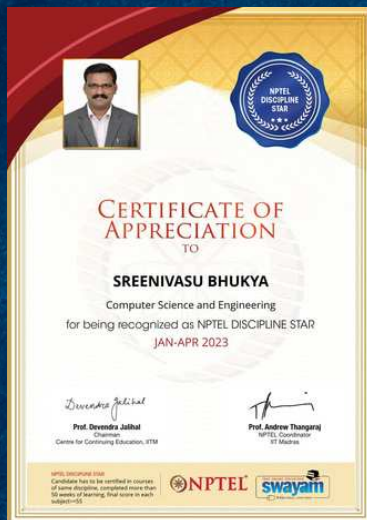 NPTEL
DISCIPLINE
STAR
CERTIFICATE OF
APPRECIATION
TO
SREENIVASU BHUKYA
Computer Science and Engineering
for being recognized as NPTEL DISCIPLINE STAR
JAN-APR 2023
Devendra Jalihal
Prof. Devendra Jalihal
Chairman
Centre for Continuing Education, IITM
Prof. Andrew Thangaraj
NPTEL Coordinator
IIT Madras
NPTEL DISCIPLINE STAR
Candidate has to be certified in courses
of same discipline, completed more than
50 weeks of learning, final score in each
subject>=55
NPTEL
swayam